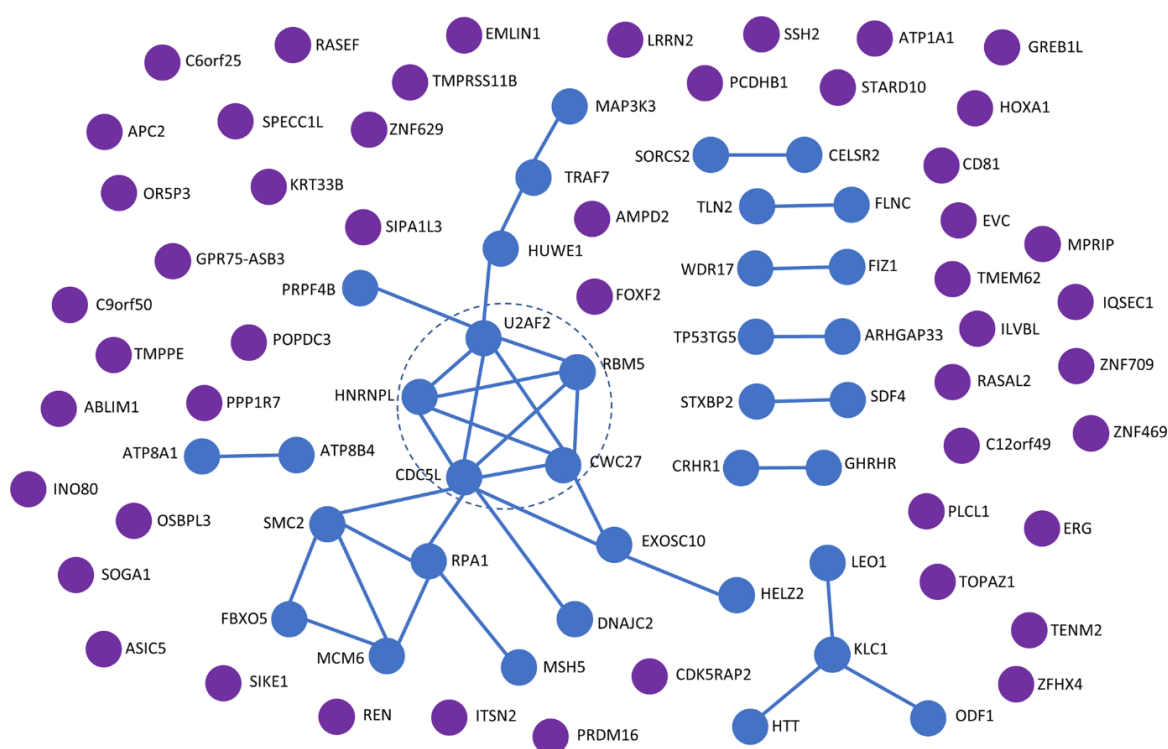 EMLIN1
RASEF
LRRN2
SSH2
ATP1A1
GREB1L
C6orf25
TMPRSS11B
PCDHB1
STARD10
MAP3K3
HOXA1
APC2
SPECC1L
ZNF629
SORCS2
CELSR2
CD81
TRAF7
OR5P3
KRT33B
TLN2
FLNC
AMPD2
EVC
SIPA1L3
HUWE1
MPRIP
GPR75-ASB3
WDR17
FIZ1
TMEM62
PRPF4B
FOXF2
IQSEC1
C9orf50
U2AF2
ILVBL
TP53TG5
ARHGAP33
POPDC3
TMPPE
RBM5
ZNF709
RASAL2
HNRNPL
STXBP2
SDF4
PPP1R7
ABLIM1
ZNF469
C12orf49
ATP8A1
ATP8B4
CWC27
CRHR1
GHRHR
CDC5L
INO80
PLCL1
OSBPL3
SMC2
ERG
EXOSC10
RPA1
LEO1
SOGA1
TOPAZ1
HELZ2
FBXO5
DNAJC2
TENM2
ASIC5
KLC1
MCM6
MSH5
CDK5RAP2
SIKE1
ZFHX4
REN
ITSN2
ODF1
HTT
PRDM16